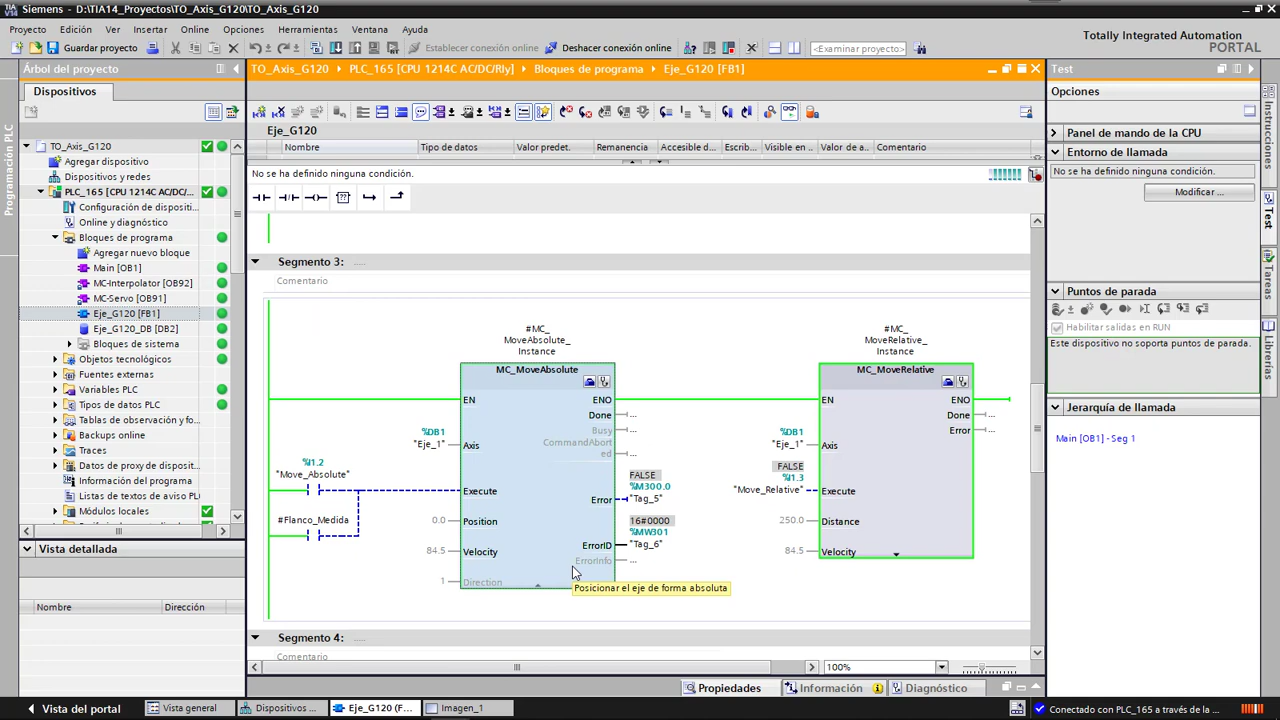 Siemens - D:\TIA14_Proyectos\TO_Axis_G120\TO_Axis_G120
Proyecto Edición Ver Insertar Online Opciones Herramientas Ventana Ayuda
Totally Integrated Automation
PORTAL
Guardar proyecto
Establecer conexión online
Deshacer conexión online
<Examinar proyecto>
Árbol del proyecto
TO_Axis_G120 PLC_165 [CPU 1214C AC/DC/Rly] Bloques de programa Eje_G120 [FB1]
Test
Dispositivos
Opciones
Programación PLC
TO_Axis_G120
Agregar dispositivo
Dispositivos y redes
PLC_165 [CPU 1214C AC/DC/...
Configuración de dispositi...
Online y diagnóstico
Bloques de programa
Agregar nuevo bloque
Main [OB1]
MC-Interpolator [OB92]
MC-Servo [OB91]
Eje_G120 [FB1]
Eje_G120_DB [DB2]
Bloques de sistema
Objetos tecnológicos
Fuentes externas
Variables PLC
Tipos de datos PLC
Tablas de observación y fo...
Backups online
Traces
Datos de proxy de disposit...
Información del programa
Listas de textos de aviso PLC
Módulos locales
Vista detallada
Nombre Dirección
Eje_G120
Nombre Tipo de datos Valor predet. Remanencia Accesible d... Escrib... Visible en .. Valor de a... Comentario
No se ha definido ninguna condición.
Segmento 3: .....
Comentario
#MC_
MoveAbsolute_
Instance
MC_MoveAbsolute
EN ENO
Done ...
Busy ...
CommandAbort
ed ...
%DB1
"Eje_1" Axis
%I1.2
"Move_Absolute"
Execute
#Flanco_Medida
0.0 Position
84.5 Velocity
1 Direction
FALSE
%M300.0
Error "Tag_5"
16#0000
%MW301
ErrorID "Tag_6"
ErrorInfo ...
Posicionar el eje de forma absoluta
#MC_
MoveRelative_
Instance
MC_MoveRelative
EN ENO
Done ...
Error ...
%DB1
"Eje_1" Axis
FALSE
%I1.3
"Move_Relative" Execute
250.0 Distance
84.5 Velocity
Segmento 4: .....
Comentario
100%
Propiedades Información Diagnóstico
Panel de mando de la CPU
Entorno de llamada
No se ha definido ninguna condición.
Modificar ...
Puntos de parada
Habilitar salidas en RUN
Este dispositivo no soporta puntos de parada.
Jerarquía de llamada
Main [OB1] - Seg 1
Instrucciones
Test
Tareas
Librerías
Vista del portal
Vista general
Dispositivos ...
Eje_G120 (F...
Imagen_1
Conectado con PLC_165 a través de la...